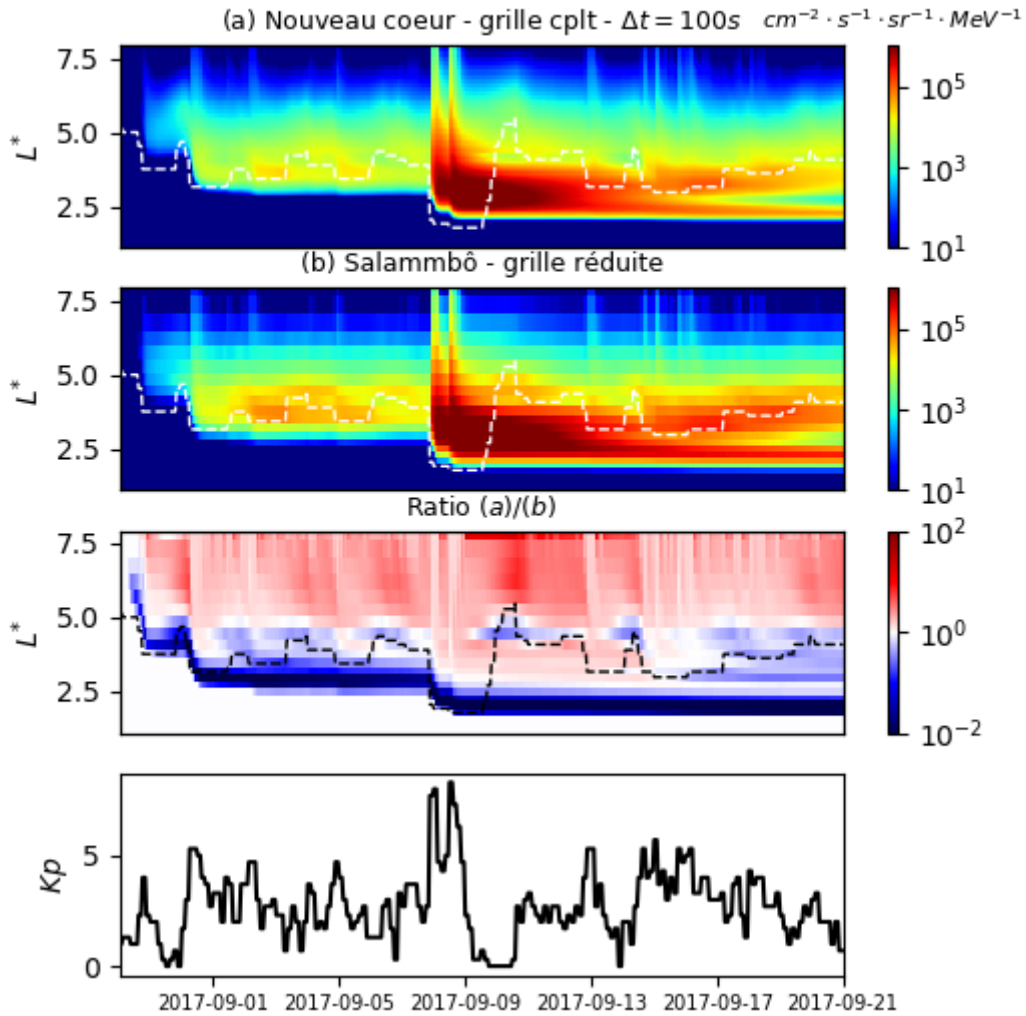 (a) Nouveau coeur - grille cplt - Δt = 100s cm⁻² · s⁻¹ · sr⁻¹ · MeV⁻¹
7.5
5.0
2.5
L*
10⁵
10³
10¹
(b) Salammbô - grille réduite
7.5
5.0
2.5
L*
10⁵
10³
10¹
Ratio (a)/(b)
7.5
5.0
2.5
L*
10²
10⁰
10⁻²
5
0
Kp
2017-09-01 2017-09-05 2017-09-09 2017-09-13 2017-09-17 2017-09-21